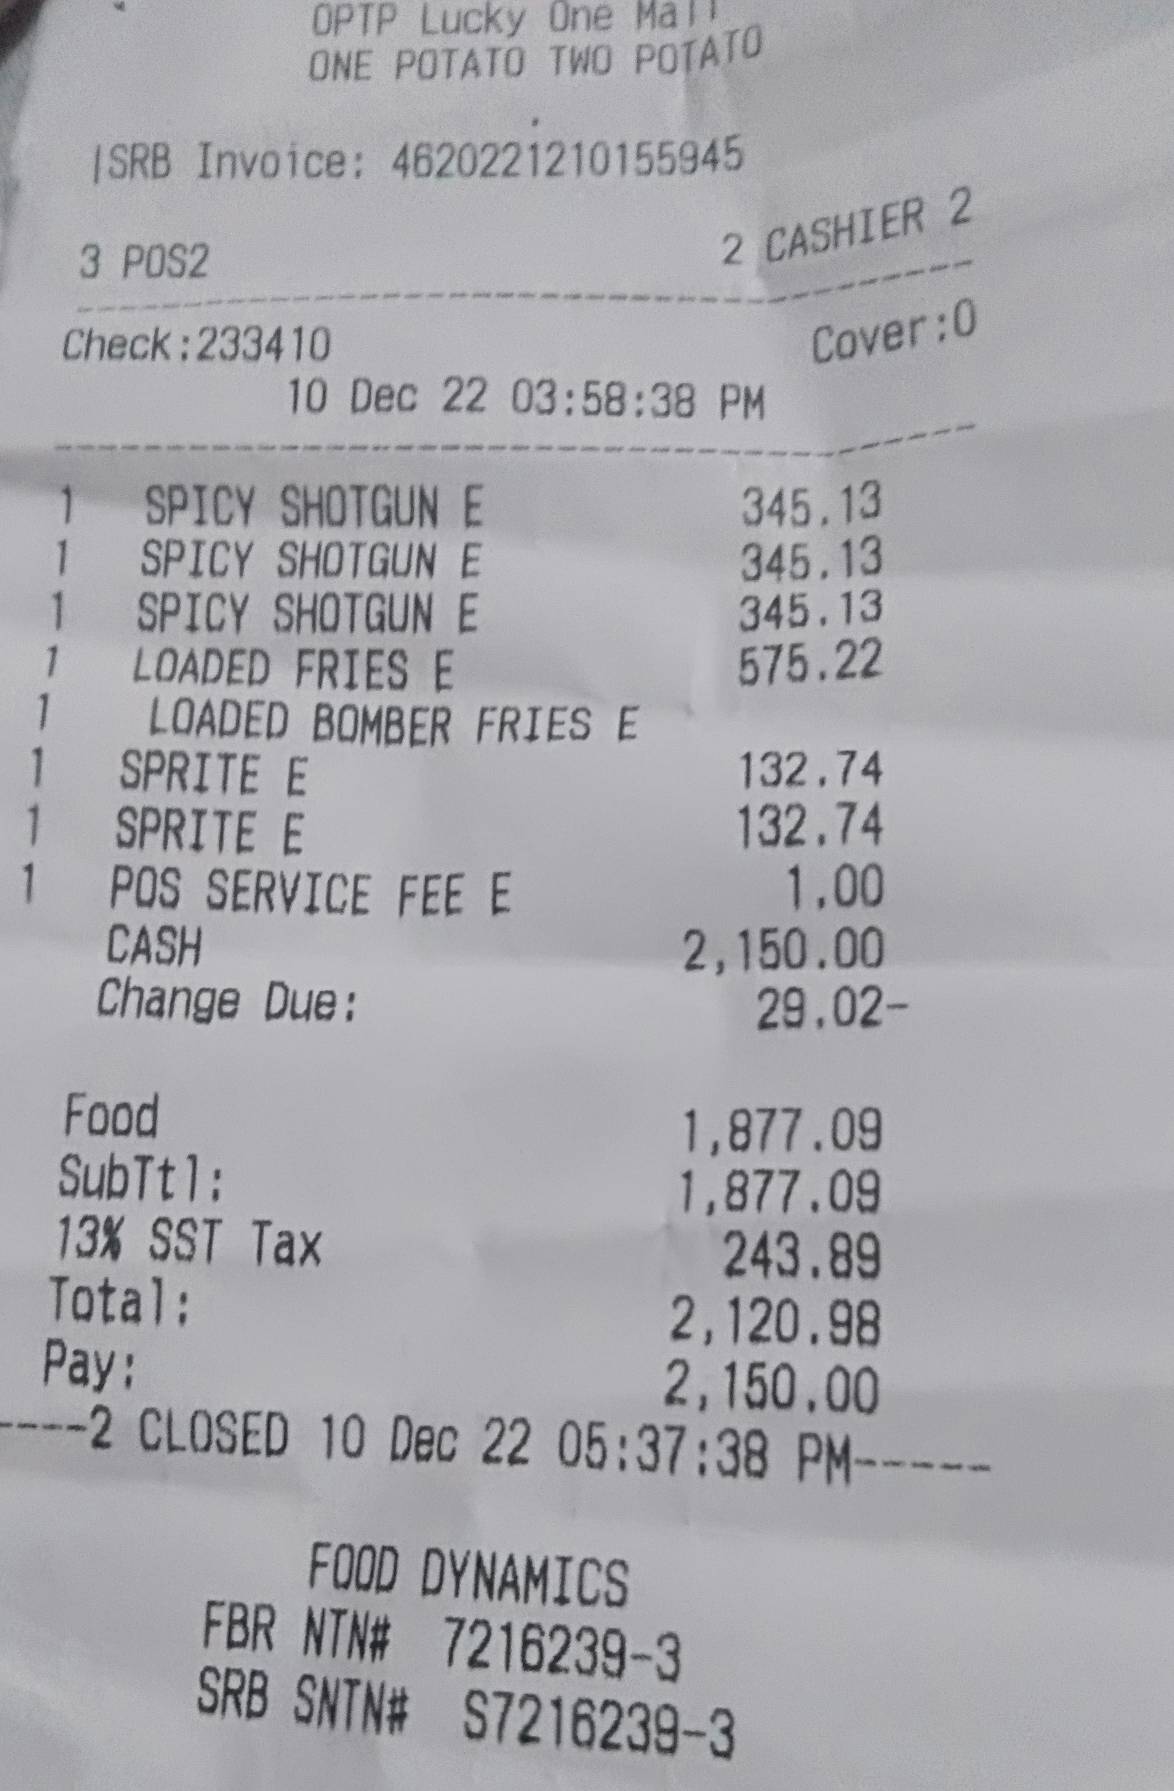 OPTP Lucky One Mall
ONE POTATO TWO POTATO
|SRB Invoice: 4620221210155945
3 POS2 2 CASHIER 2
Check:233410 Cover:0
10 Dec 22 03:58:38 PM
1 SPICY SHOTGUN E 345.13
1 SPICY SHOTGUN E 345.13
1 SPICY SHOTGUN E 345.13
1 LOADED FRIES E 575.22
1 LOADED BOMBER FRIES E
1 SPRITE E 132.74
1 SPRITE E 132.74
1 POS SERVICE FEE E 1.00
CASH 2,150.00
Change Due: 29.02-
Food 1,877.09
SubTtl: 1,877.09
13% SST Tax 243.89
Total: 2,120.98
Pay: 2,150.00
----2 CLOSED 10 Dec 22 05:37:38 PM-----
FOOD DYNAMICS
FBR NTN# 7216239-3
SRB SNTN# S7216239-3